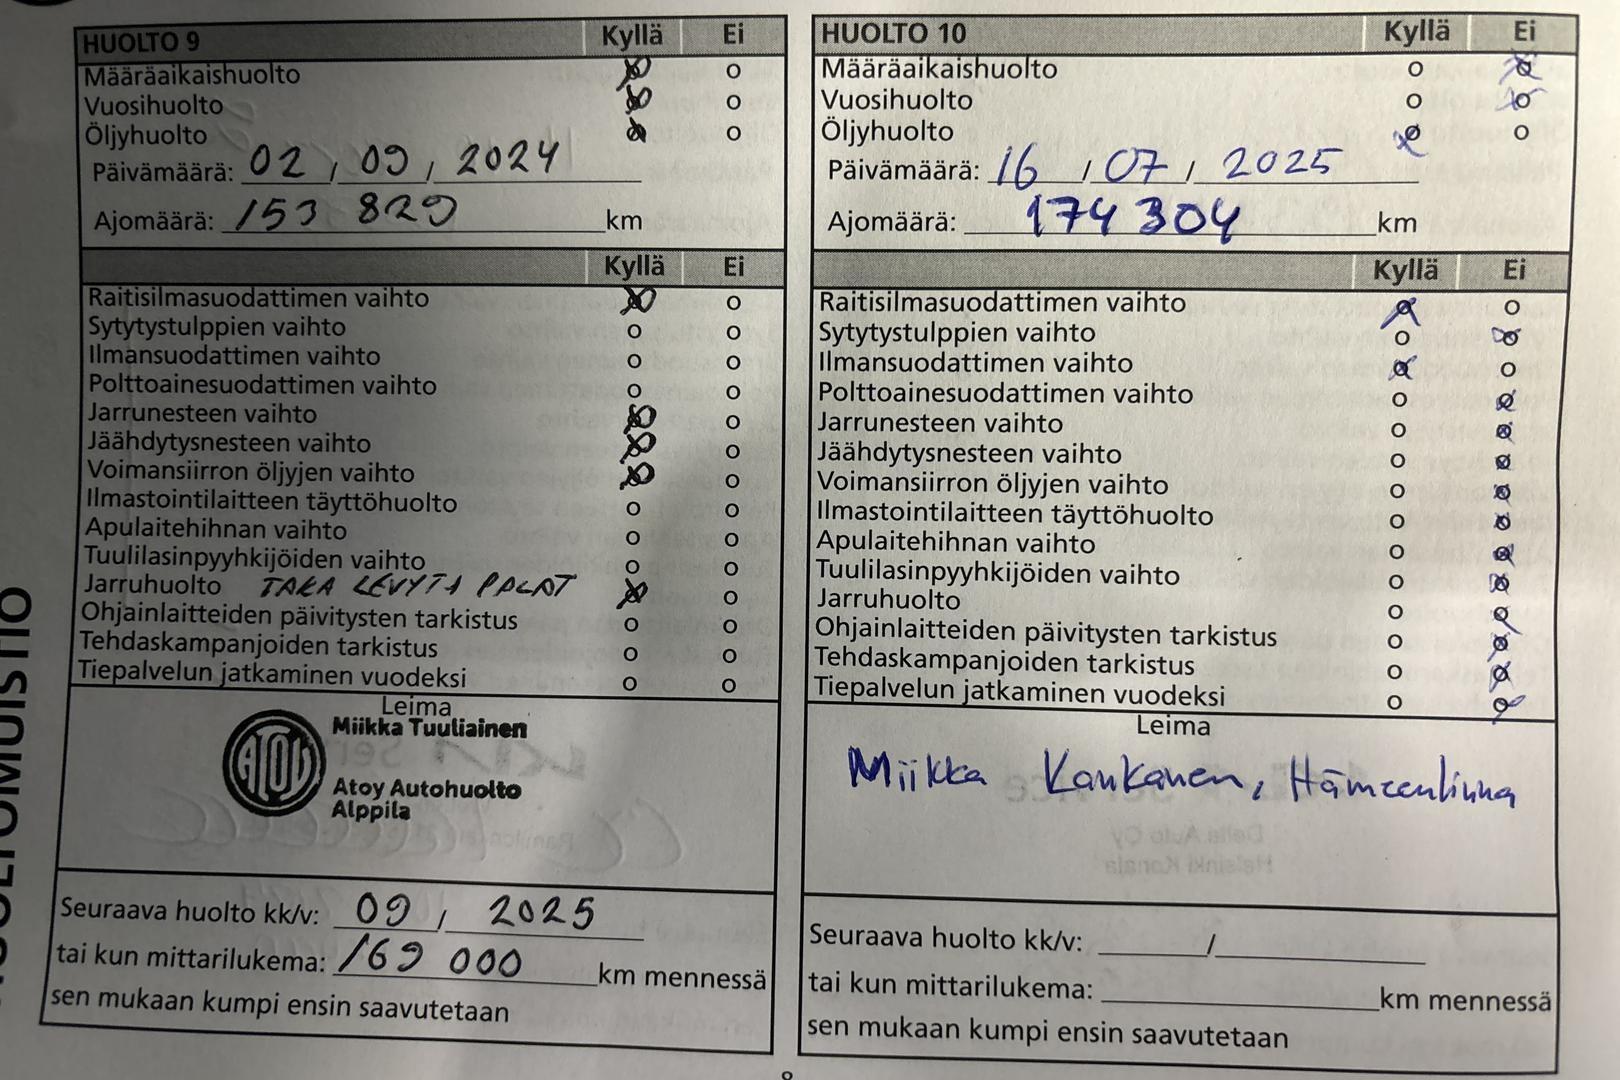 HUOLTOMUISTIO
HUOLTO 9 Kyllä Ei
Määräaikaishuolto o
Vuosihuolto o
Öljyhuolto o
Päivämäärä: 02 / 09 / 2024
Ajomäärä: 153 829 km
Kyllä Ei
Raitisilmasuodattimen vaihto o
Sytytystulppien vaihto o o
Ilmansuodattimen vaihto o o
Polttoainesuodattimen vaihto o o
Jarrunesteen vaihto o
Jäähdytysnesteen vaihto o
Voimansiirron öljyjen vaihto o
Ilmastointilaitteen täyttöhuolto o o
Apulaitehihnan vaihto o o
Tuulilasinpyyhkijöiden vaihto o o
Jarruhuolto TAKA LEVYT+ PALAT o
Ohjainlaitteiden päivitysten tarkistus o o
Tehdaskampanjoiden tarkistus o o
Tiepalvelun jatkaminen vuodeksi o o
Leima
ATOY
Miikka Tuuliainen
Atoy Autohuolto
Alppila
Seuraava huolto kk/v: 09 / 2025
tai kun mittarilukema: 169 000 km mennessä
sen mukaan kumpi ensin saavutetaan
HUOLTO 10 Kyllä Ei
Määräaikaishuolto o
Vuosihuolto o
Öljyhuolto o
Päivämäärä: 16 / 07 / 2025
Ajomäärä: 174 304 km
Kyllä Ei
Raitisilmasuodattimen vaihto o
Sytytystulppien vaihto o
Ilmansuodattimen vaihto o
Polttoainesuodattimen vaihto o
Jarrunesteen vaihto o
Jäähdytysnesteen vaihto o
Voimansiirron öljyjen vaihto o
Ilmastointilaitteen täyttöhuolto o
Apulaitehihnan vaihto o
Tuulilasinpyyhkijöiden vaihto o
Jarruhuolto o
Ohjainlaitteiden päivitysten tarkistus o
Tehdaskampanjoiden tarkistus o
Tiepalvelun jatkaminen vuodeksi o
Leima
Miikka Kankanen, Hämeenlinna
Seuraava huolto kk/v: /
tai kun mittarilukema: km mennessä
sen mukaan kumpi ensin saavutetaan